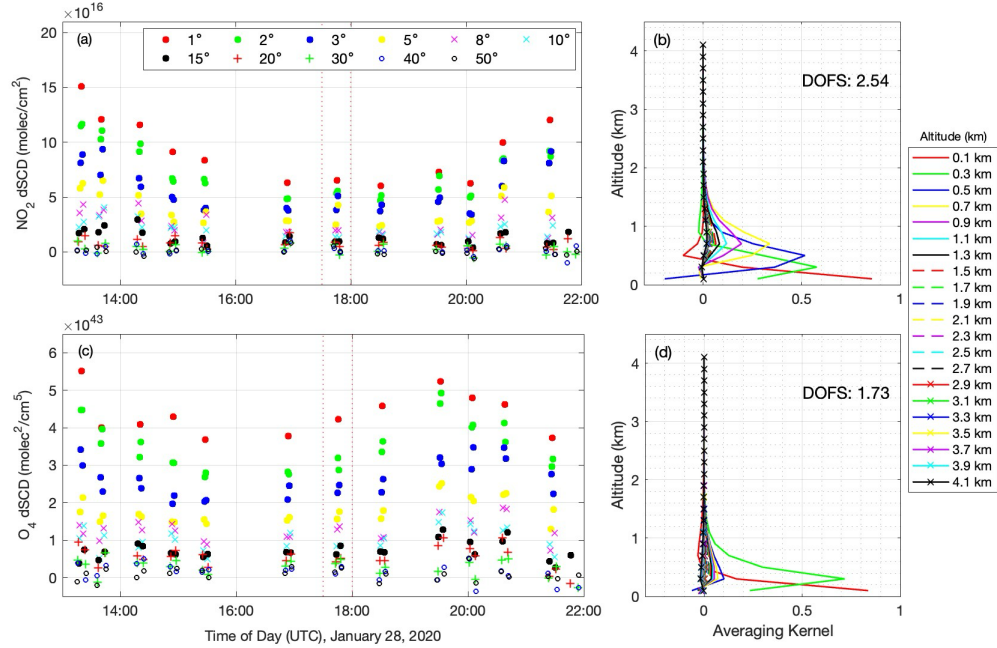 ×10¹⁶
(a)
1°
2°
3°
5°
8°
10°
15°
20°
30°
40°
50°
20
15
10
5
0
NO₂ dSCD (molec/cm²)
14:00
16:00
18:00
20:00
22:00
(b)
DOFS: 2.54
4
3
2
1
0
Altitude (km)
0
0.5
1
×10⁴³
(c)
6
5
4
3
2
1
0
O₄ dSCD (molec²/cm⁵)
14:00
16:00
18:00
20:00
22:00
Time of Day (UTC), January 28, 2020
(d)
DOFS: 1.73
4
3
2
1
0
Altitude (km)
0
0.5
1
Averaging Kernel
Altitude (km)
0.1 km
0.3 km
0.5 km
0.7 km
0.9 km
1.1 km
1.3 km
1.5 km
1.7 km
1.9 km
2.1 km
2.3 km
2.5 km
2.7 km
2.9 km
3.1 km
3.3 km
3.5 km
3.7 km
3.9 km
4.1 km